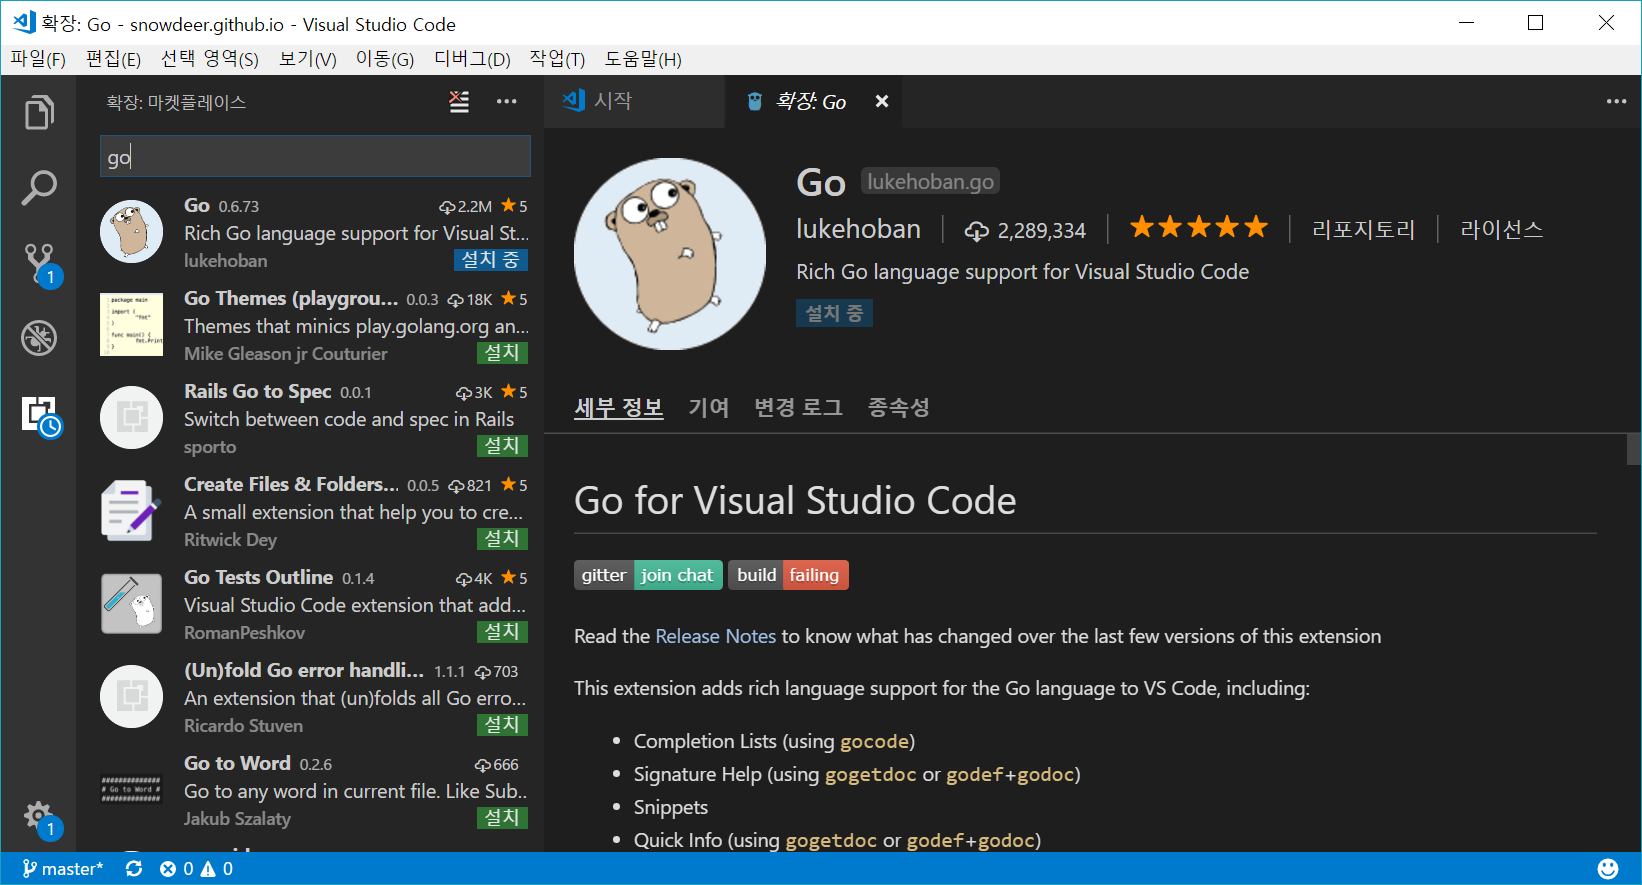 확장: Go - snowdeer.github.io - Visual Studio Code
파일(F) 편집(E) 선택 영역(S) 보기(V) 이동(G) 디버그(D) 작업(T) 도움말(H)
확장: 마켓플레이스
go
Go 0.6.73 2.2M 5
Rich Go language support for Visual St...
lukehoban 설치 중
Go Themes (playgrou... 0.0.3 18K 5
Themes that minics play.golang.org an...
Mike Gleason jr Couturier 설치
Rails Go to Spec 0.0.1 3K 5
Switch between code and spec in Rails
sporto 설치
Create Files & Folders... 0.0.5 821 5
A small extension that help you to cre...
Ritwick Dey 설치
Go Tests Outline 0.1.4 4K 5
Visual Studio Code extension that add...
RomanPeshkov 설치
(Un)fold Go error handli... 1.1.1 703
An extension that (un)folds all Go erro...
Ricardo Stuven 설치
Go to Word 0.2.6 666
Go to any word in current file. Like Sub..
Jakub Szalaty 설치
package main
import (
"fmt"
)
func main() {
fmt.Print
}
##############
# Go to Word #
##############
1
1
시작 확장: Go
Go lukehoban.go
lukehoban 2,289,334 리포지토리 라이선스
Rich Go language support for Visual Studio Code
설치 중
세부 정보 기여 변경 로그 종속성
Go for Visual Studio Code
gitter join chat build failing
Read the Release Notes to know what has changed over the last few versions of this extension
This extension adds rich language support for the Go language to VS Code, including:
• Completion Lists (using gocode)
• Signature Help (using gogetdoc or godef+godoc)
• Snippets
• Quick Info (using gogetdoc or godef+godoc)
master* 0 0